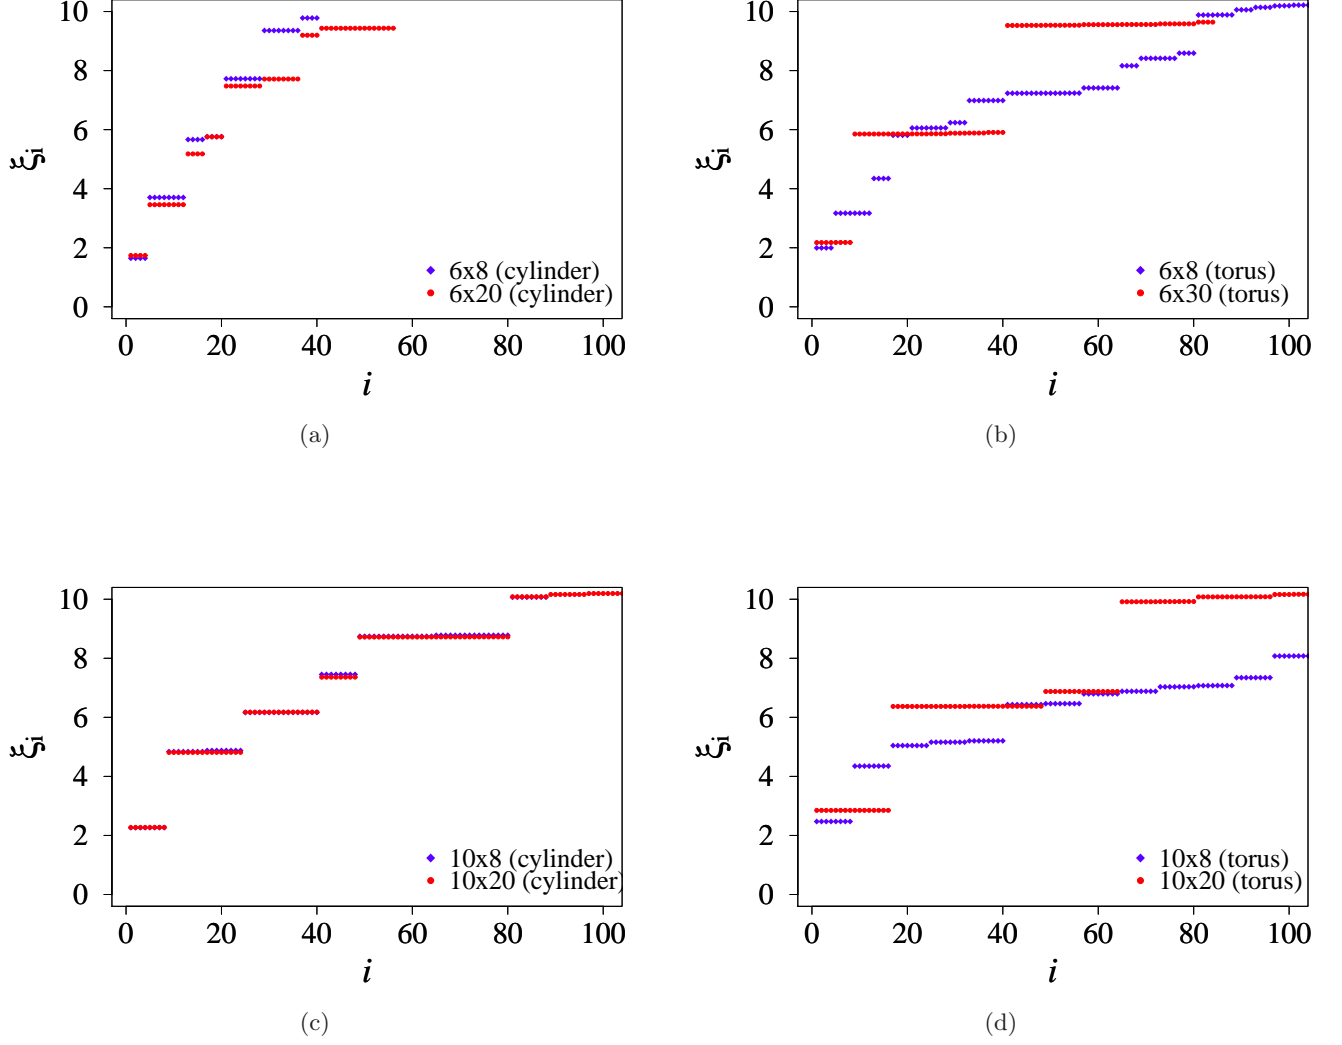 10
8
6
4
2
0
ξi
6x8 (cylinder)
6x20 (cylinder)
0 20 40 60 80 100
i
(a)
10
8
6
4
2
0
ξi
6x8 (torus)
6x30 (torus)
0 20 40 60 80 100
i
(b)
10
8
6
4
2
0
ξi
10x8 (cylinder)
10x20 (cylinder)
0 20 40 60 80 100
i
(c)
10
8
6
4
2
0
ξi
10x8 (torus)
10x20 (torus)
0 20 40 60 80 100
i
(d)